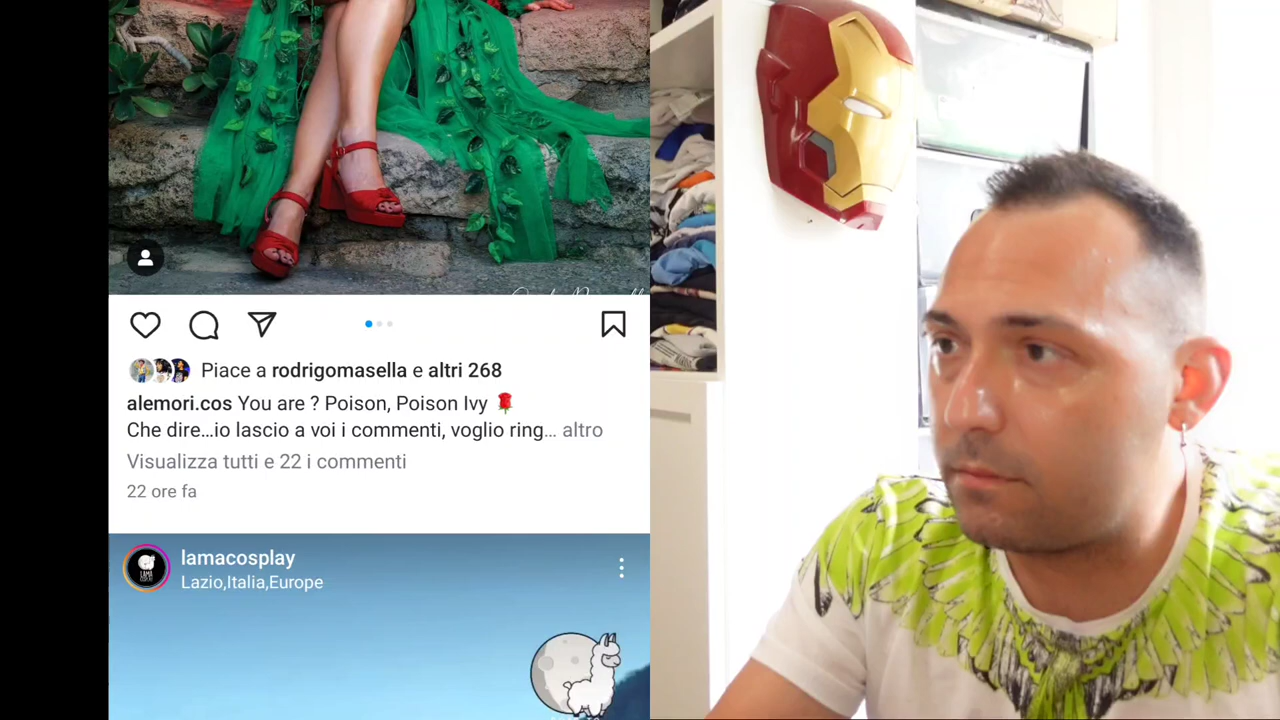 Piace a rodrigomasella e altri 268
alemori.cos You are ? Poison, Poison Ivy
Che dire...io lascio a voi i commenti, voglio ring... altro
Visualizza tutti e 22 i commenti
22 ore fa
lamacosplay
Lazio,Italia,Europe